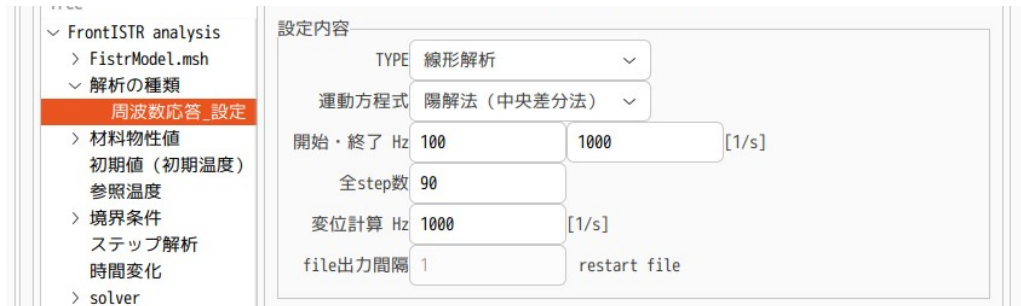 FrontISTR analysis
FistrModel.msh
解析の種類
周波数応答_設定
材料物性値
初期値（初期温度）
参照温度
境界条件
ステップ解析
時間変化
solver
設定内容
TYPE 線形解析
運動方程式 陽解法（中央差分法）
開始・終了 Hz 100 1000 [1/s]
全step数 90
変位計算 Hz 1000 [1/s]
file出力間隔 1 restart file